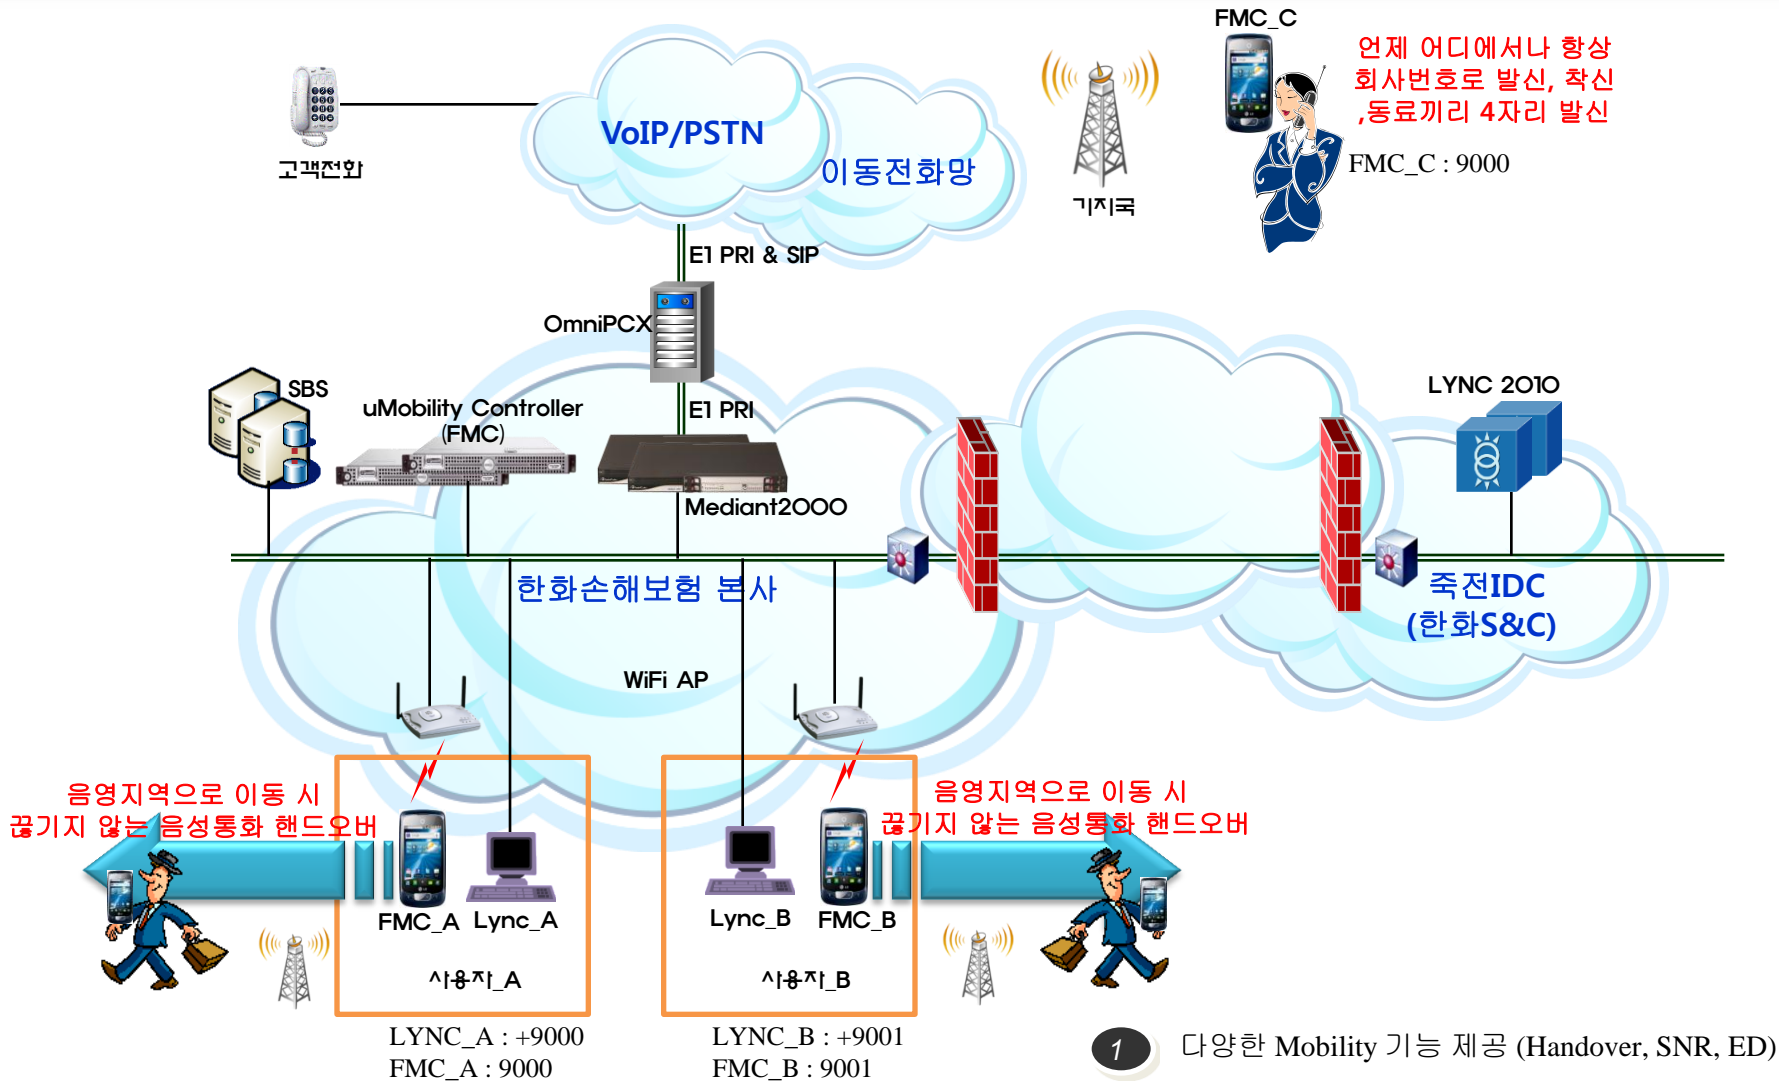 FMC_C
언제 어디에서나 항상
회사번호로 발신, 착신
,동료끼리 4자리 발신
FMC_C : 9000
고객전화
VoIP/PSTN
이동전화망
기지국
E1 PRI & SIP
OmniPCX
SBS
uMobility Controller
(FMC)
E1 PRI
Mediant2000
LYNC 2010
한화손해보험 본사
죽전IDC
(한화S&C)
WiFi AP
음영지역으로 이동 시
끊기지 않는 음성통화 핸드오버
음영지역으로 이동 시
끊기지 않는 음성통화 핸드오버
FMC_A
Lync_A
Lync_B
FMC_B
사용자_A
사용자_B
LYNC_A : +9000
FMC_A : 9000
LYNC_B : +9001
FMC_B : 9001
1
다양한 Mobility 기능 제공 (Handover, SNR, ED)